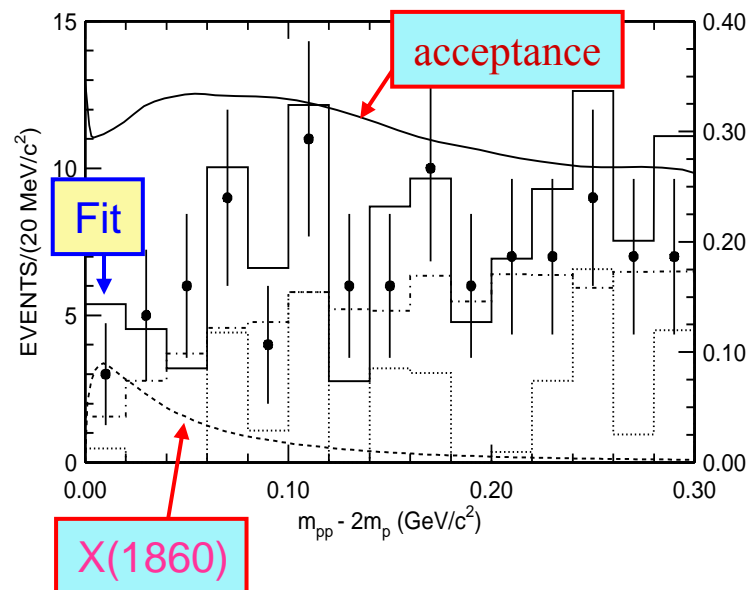 15
0.40
acceptance
10
0.30
Fit
EVENTS/(20 MeV/c²)
0.20
5
0.10
0
0.00
0.00
0.10
0.20
0.30
m_pp - 2m_p (GeV/c²)
X(1860)